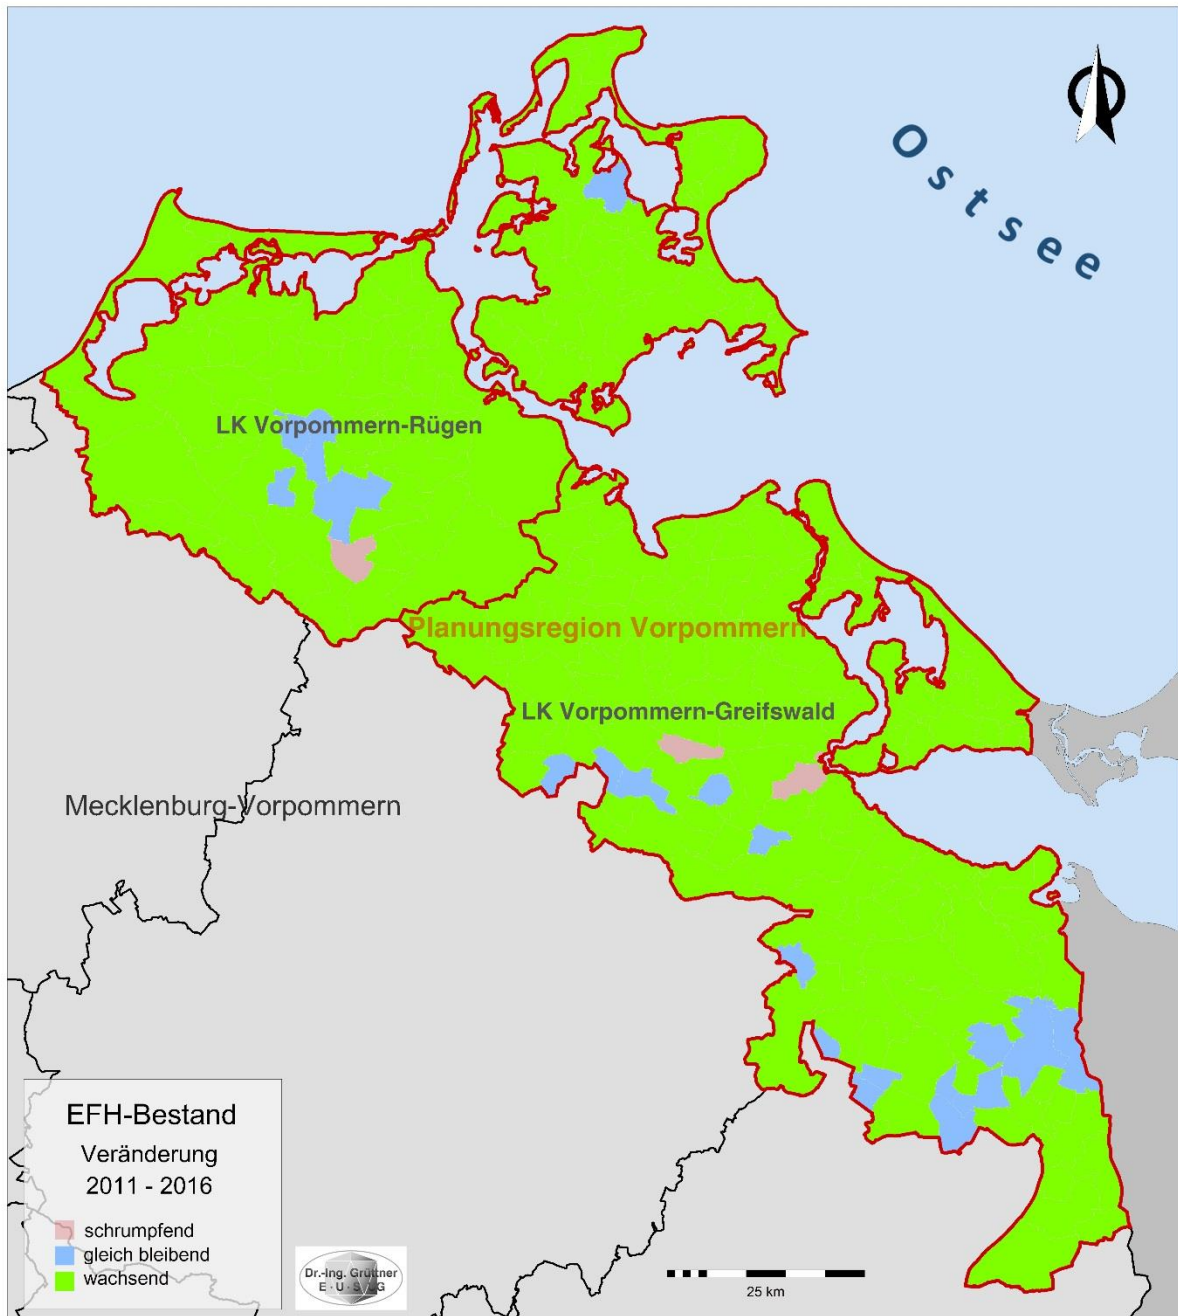 Ostsee
LK Vorpommern-Rügen
Planungsregion Vorpommern
LK Vorpommern-Greifswald
Mecklenburg-Vorpommern
EFH-Bestand
Veränderung
2011 - 2016
schrumpfend
gleich bleibend
wachsend
Dr.-Ing. Grüttner
25 km